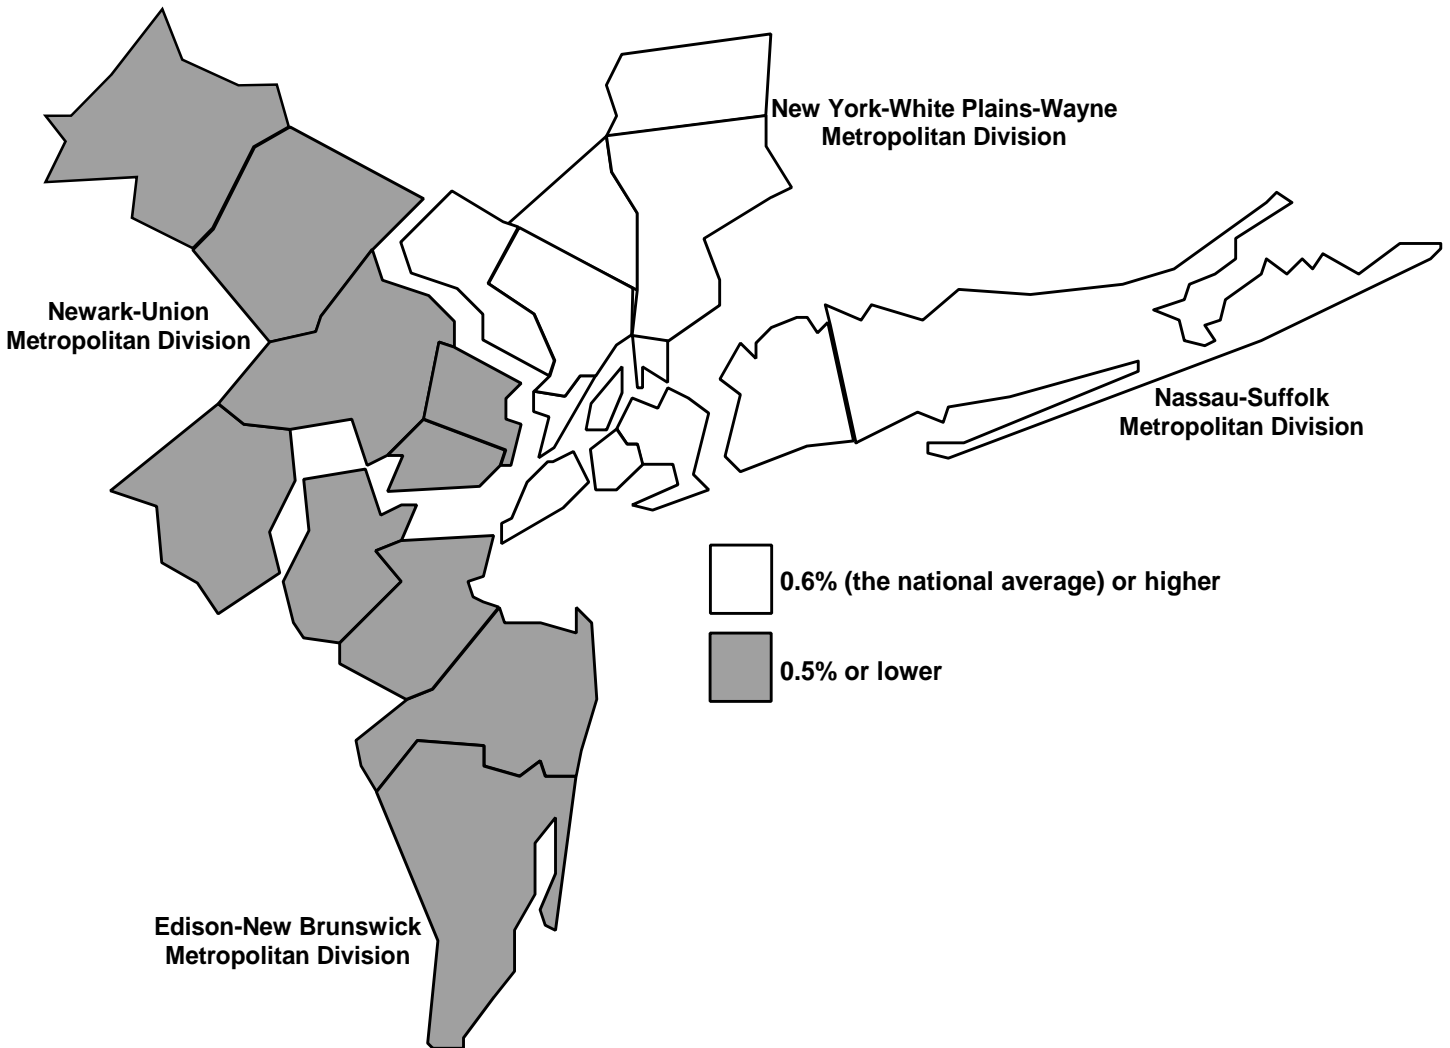 New York-White Plains-Wayne
Metropolitan Division
Newark-Union
Metropolitan Division
Nassau-Suffolk
Metropolitan Division
0.6% (the national average) or higher
0.5% or lower
Edison-New Brunswick
Metropolitan Division